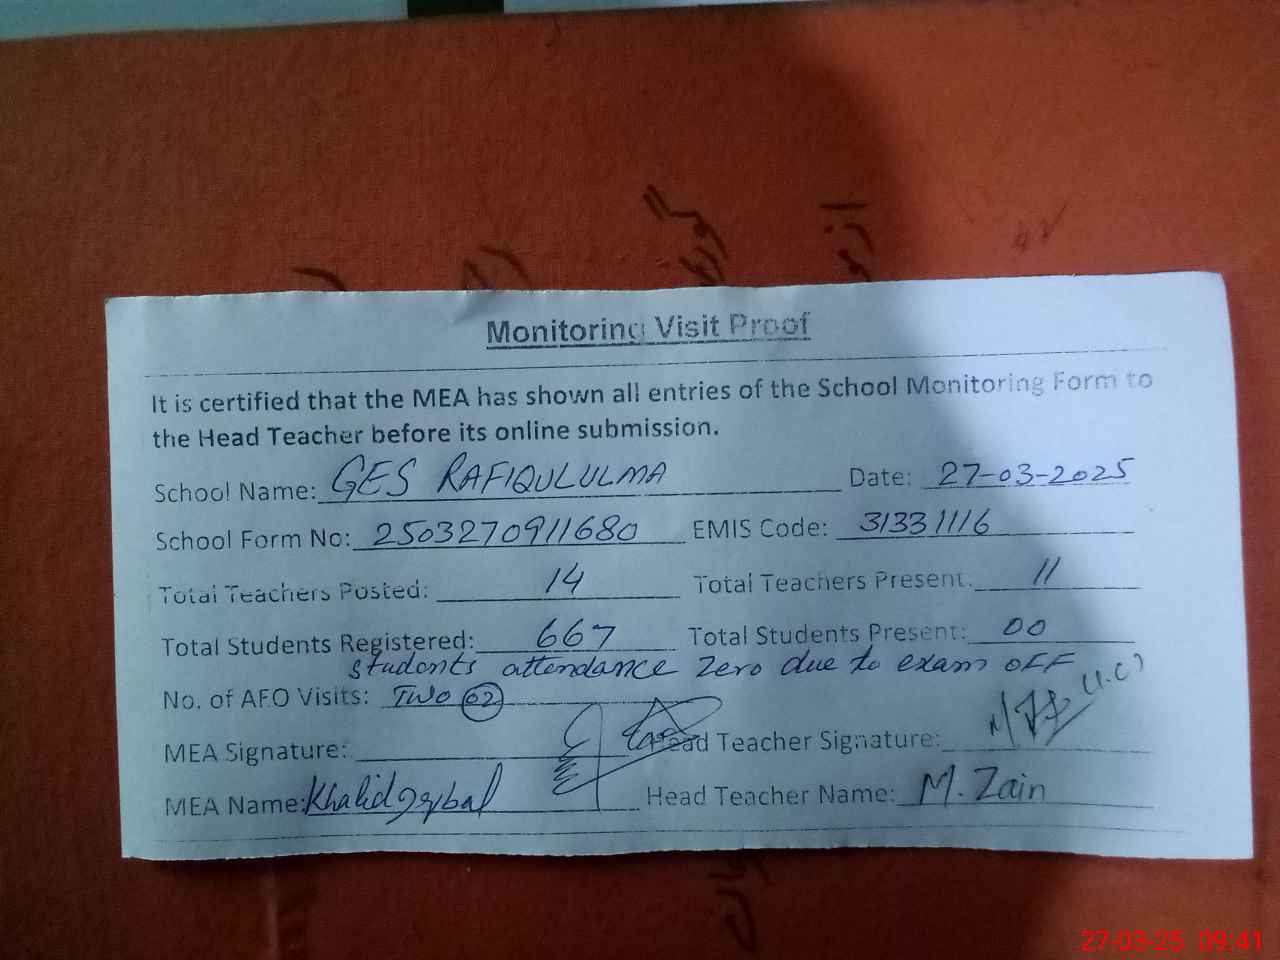 Monitoring Visit Proof
It is certified that the MEA has shown all entries of the School Monitoring Form to
the Head Teacher before its online submission.
School Name: GES RAFIQULULMA Date: 27-03-2025
School Form No: 2503270911680 EMIS Code: 31331116
Total Teachers Posted: 14 Total Teachers Present: 11
Total Students Registered: 667 Total Students Present: 00
students attendance zero due to exam OFF
No. of AFO Visits: TWO 02
MEA Signature: Head Teacher Signature: (I.C)
MEA Name: Khalid Iqbal Head Teacher Name: M. Zain
27-03-25 09:41